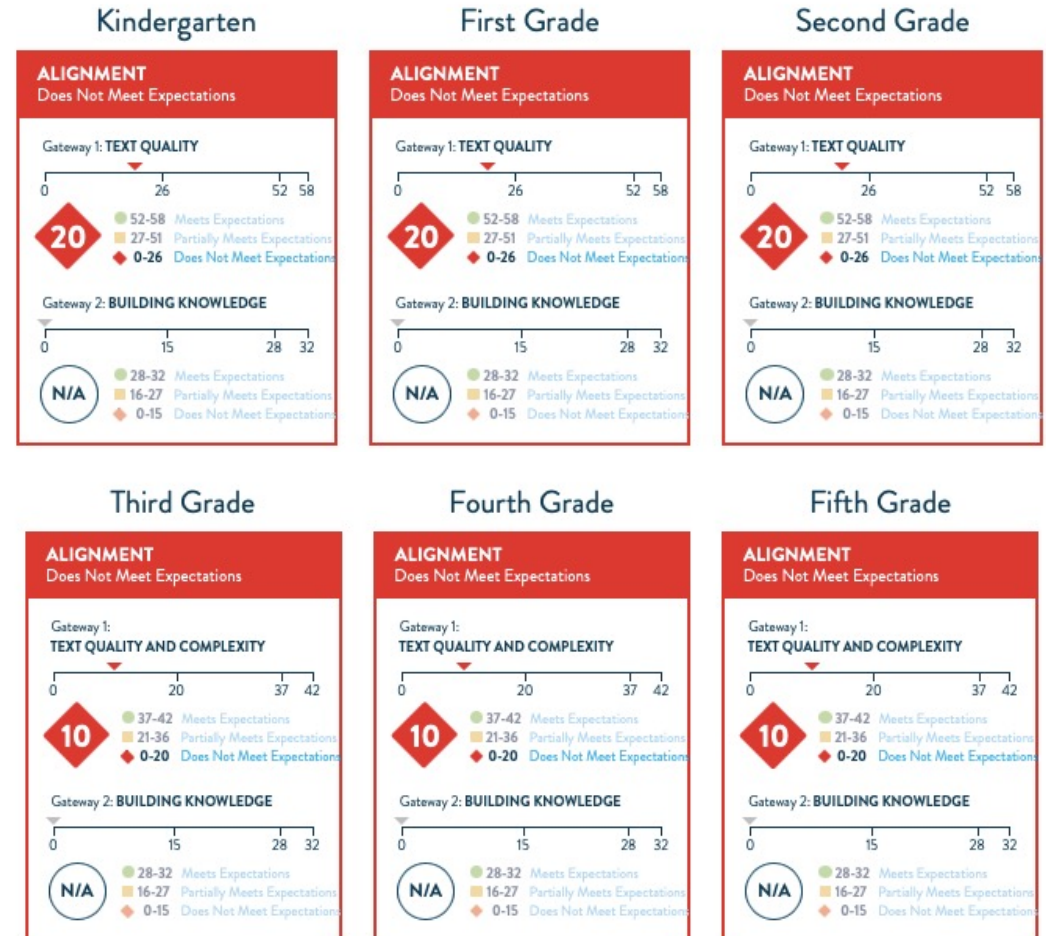 Kindergarten
ALIGNMENT
Does Not Meet Expectations
Gateway 1: TEXT QUALITY
0 26 52 58
20
52-58 Meets Expectations
27-51 Partially Meets Expectations
0-26 Does Not Meet Expectations
Gateway 2: BUILDING KNOWLEDGE
0 15 28 32
N/A
28-32 Meets Expectations
16-27 Partially Meets Expectations
0-15 Does Not Meet Expectations
First Grade
ALIGNMENT
Does Not Meet Expectations
Gateway 1: TEXT QUALITY
0 26 52 58
20
52-58 Meets Expectations
27-51 Partially Meets Expectations
0-26 Does Not Meet Expectations
Gateway 2: BUILDING KNOWLEDGE
0 15 28 32
N/A
28-32 Meets Expectations
16-27 Partially Meets Expectations
0-15 Does Not Meet Expectations
Second Grade
ALIGNMENT
Does Not Meet Expectations
Gateway 1: TEXT QUALITY
0 26 52 58
20
52-58 Meets Expectations
27-51 Partially Meets Expectations
0-26 Does Not Meet Expectations
Gateway 2: BUILDING KNOWLEDGE
0 15 28 32
N/A
28-32 Meets Expectations
16-27 Partially Meets Expectations
0-15 Does Not Meet Expectations
Third Grade
ALIGNMENT
Does Not Meet Expectations
Gateway 1:
TEXT QUALITY AND COMPLEXITY
0 20 37 42
10
37-42 Meets Expectations
21-36 Partially Meets Expectations
0-20 Does Not Meet Expectations
Gateway 2: BUILDING KNOWLEDGE
0 15 28 32
N/A
28-32 Meets Expectations
16-27 Partially Meets Expectations
0-15 Does Not Meet Expectations
Fourth Grade
ALIGNMENT
Does Not Meet Expectations
Gateway 1:
TEXT QUALITY AND COMPLEXITY
0 20 37 42
10
37-42 Meets Expectations
21-36 Partially Meets Expectations
0-20 Does Not Meet Expectations
Gateway 2: BUILDING KNOWLEDGE
0 15 28 32
N/A
28-32 Meets Expectations
16-27 Partially Meets Expectations
0-15 Does Not Meet Expectations
Fifth Grade
ALIGNMENT
Does Not Meet Expectations
Gateway 1:
TEXT QUALITY AND COMPLEXITY
0 20 37 42
10
37-42 Meets Expectations
21-36 Partially Meets Expectations
0-20 Does Not Meet Expectations
Gateway 2: BUILDING KNOWLEDGE
0 15 28 32
N/A
28-32 Meets Expectations
16-27 Partially Meets Expectations
0-15 Does Not Meet Expectations